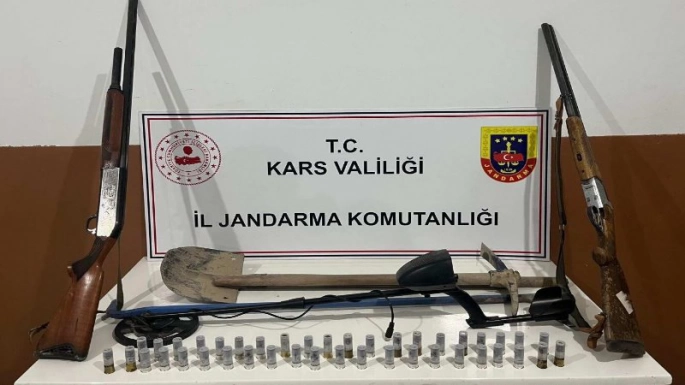 T.C.
KARS VALİLİĞİ
İL JANDARMA KOMUTANLIĞI
JANDARMA